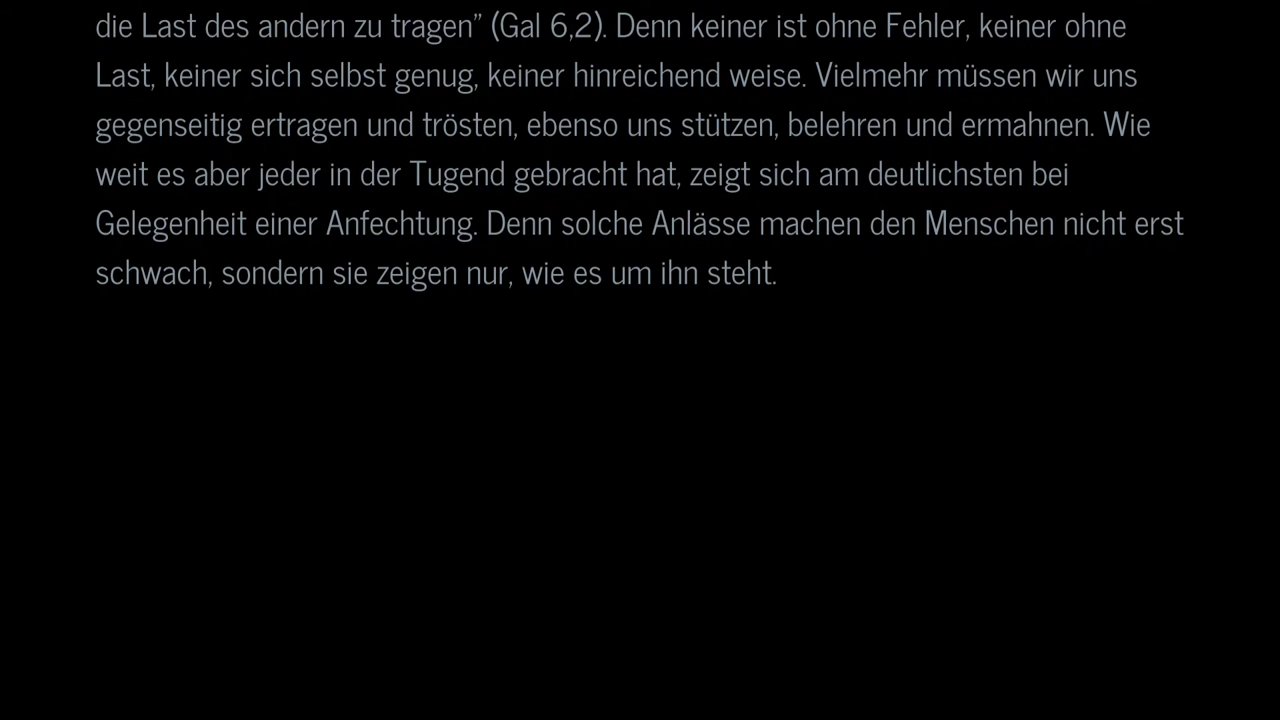 die Last des andern zu tragen” (Gal 6,2). Denn keiner ist ohne Fehler, keiner ohne
Last, keiner sich selbst genug, keiner hinreichend weise. Vielmehr müssen wir uns
gegenseitig ertragen und trösten, ebenso uns stützen, belehren und ermahnen. Wie
weit es aber jeder in der Tugend gebracht hat, zeigt sich am deutlichsten bei
Gelegenheit einer Anfechtung. Denn solche Anlässe machen den Menschen nicht erst
schwach, sondern sie zeigen nur, wie es um ihn steht.